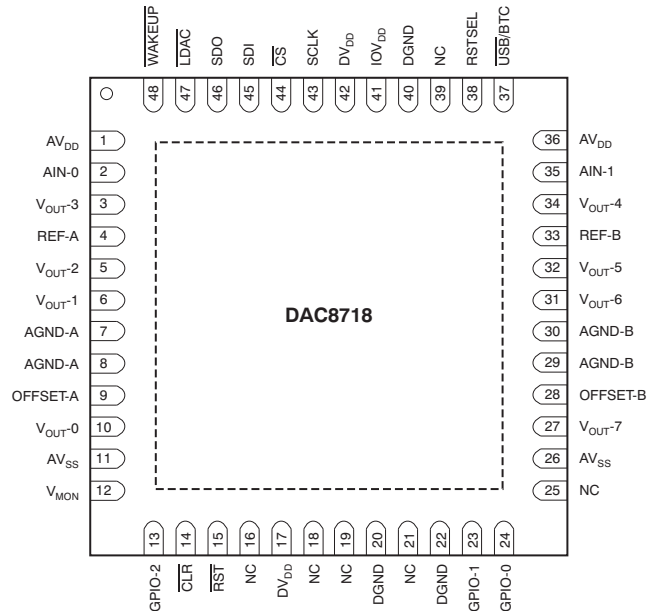 WAKEUP LDAC SDO SDI CS SCLK DVDD IOVDD DGND NC RSTSEL USB/BTC
48 47 46 45 44 43 42 41 40 39 38 37
AVDD 1 36 AVDD
AIN-0 2 35 AIN-1
VOUT-3 3 34 VOUT-4
REF-A 4 33 REF-B
VOUT-2 5 32 VOUT-5
VOUT-1 6 31 VOUT-6
DAC8718
AGND-A 7 30 AGND-B
AGND-A 8 29 AGND-B
OFFSET-A 9 28 OFFSET-B
VOUT-0 10 27 VOUT-7
AVSS 11 26 AVSS
VMON 12 25 NC
13 14 15 16 17 18 19 20 21 22 23 24
GPIO-2 CLR RST NC DVDD NC NC DGND NC DGND GPIO-1 GPIO-0